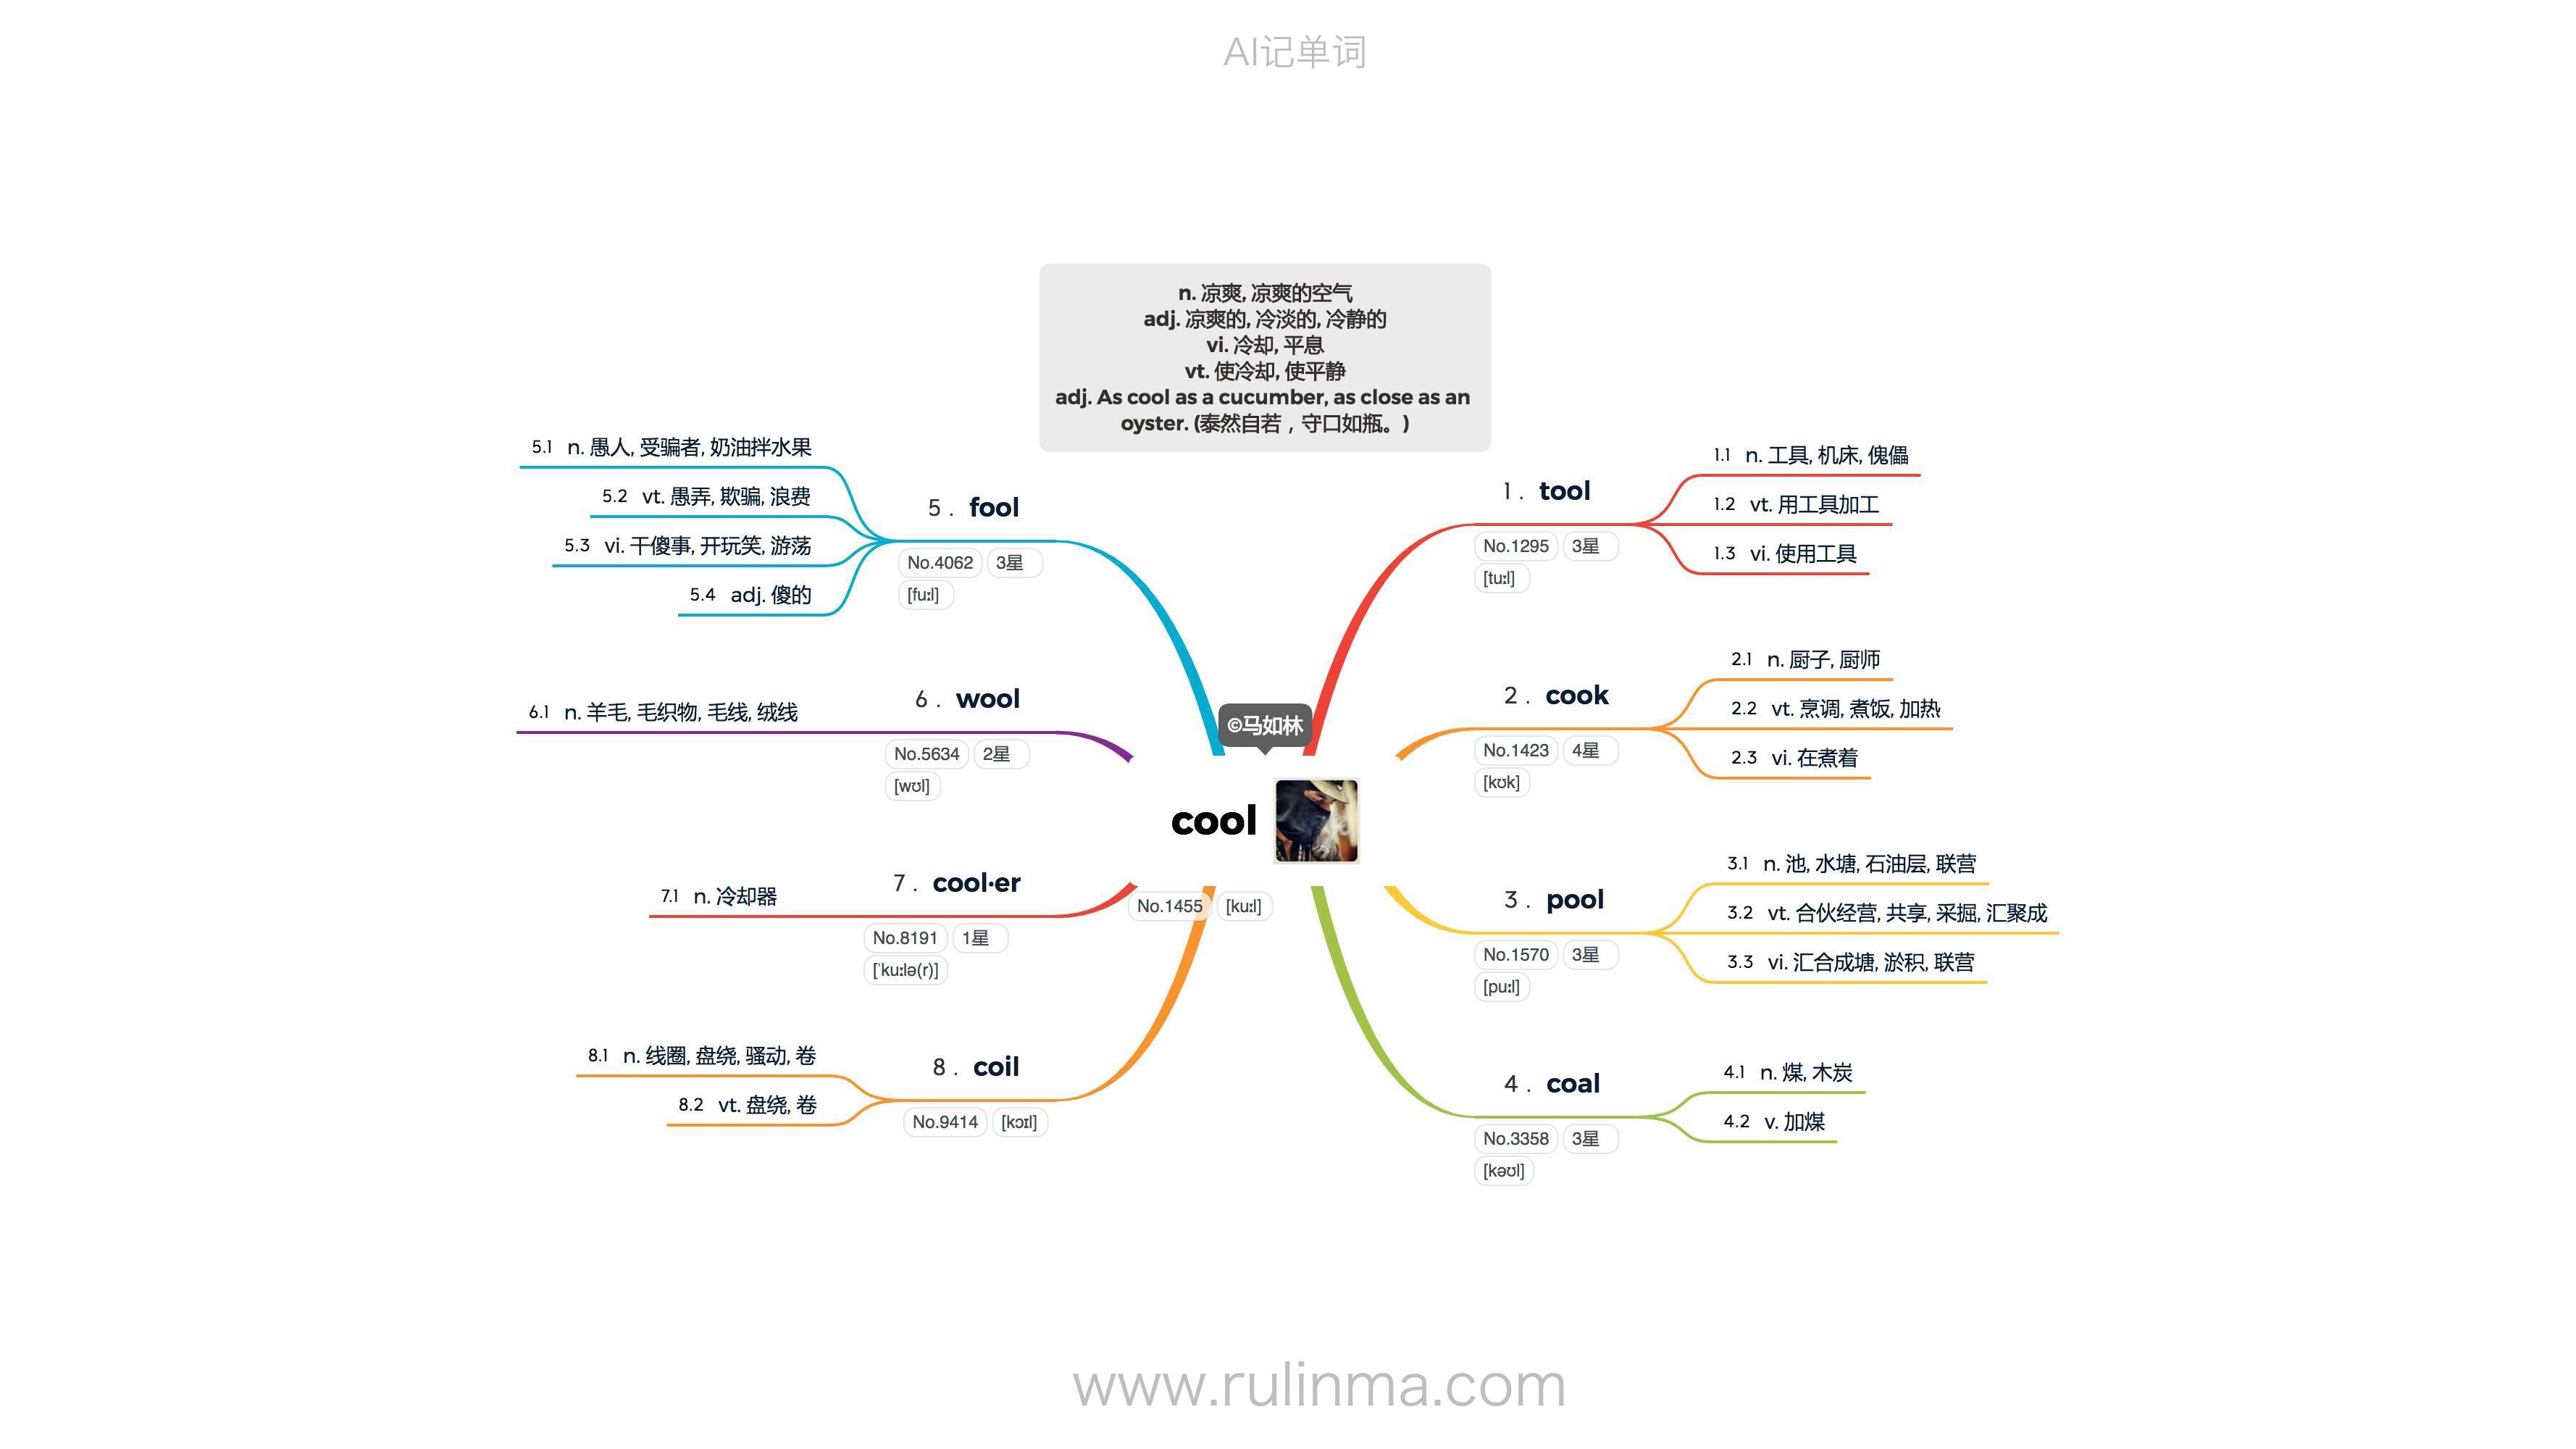 AI记单词
n. 凉爽, 凉爽的空气
adj. 凉爽的, 冷淡的, 冷静的
vi. 冷却, 平息
vt. 使冷却, 使平静
adj. As cool as a cucumber, as close as an
oyster. (泰然自若，守口如瓶。)
©马如林
cool
No.1455 [kuːl]
1. tool
No.1295 3星
[tuːl]
1.1 n. 工具, 机床, 傀儡
1.2 vt. 用工具加工
1.3 vi. 使用工具
2. cook
No.1423 4星
[kʊk]
2.1 n. 厨子, 厨师
2.2 vt. 烹调, 煮饭, 加热
2.3 vi. 在煮着
3. pool
No.1570 3星
[puːl]
3.1 n. 池, 水塘, 石油层, 联营
3.2 vt. 合伙经营, 共享, 采掘, 汇聚成
3.3 vi. 汇合成塘, 淤积, 联营
4. coal
No.3358 3星
[kəʊl]
4.1 n. 煤, 木炭
4.2 v. 加煤
5. fool
No.4062 3星
[fuːl]
5.1 n. 愚人, 受骗者, 奶油拌水果
5.2 vt. 愚弄, 欺骗, 浪费
5.3 vi. 干傻事, 开玩笑, 游荡
5.4 adj. 傻的
6. wool
No.5634 2星
[wʊl]
6.1 n. 羊毛, 毛织物, 毛线, 绒线
7. cool·er
No.8191 1星
['kuːlə(r)]
7.1 n. 冷却器
8. coil
No.9414 [kɔɪl]
8.1 n. 线圈, 盘绕, 骚动, 卷
8.2 vt. 盘绕, 卷
www.rulinma.com